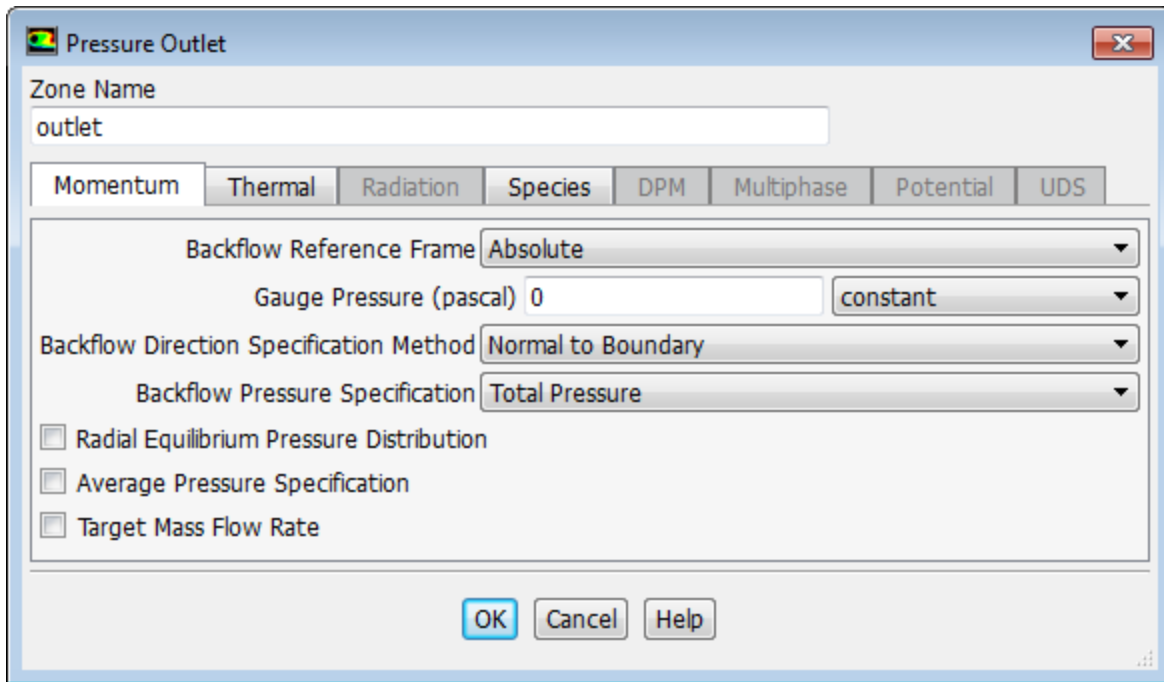 Pressure Outlet
Zone Name
outlet
Momentum Thermal Radiation Species DPM Multiphase Potential UDS
Backflow Reference Frame Absolute
Gauge Pressure (pascal) 0 constant
Backflow Direction Specification Method Normal to Boundary
Backflow Pressure Specification Total Pressure
Radial Equilibrium Pressure Distribution
Average Pressure Specification
Target Mass Flow Rate
OK Cancel Help